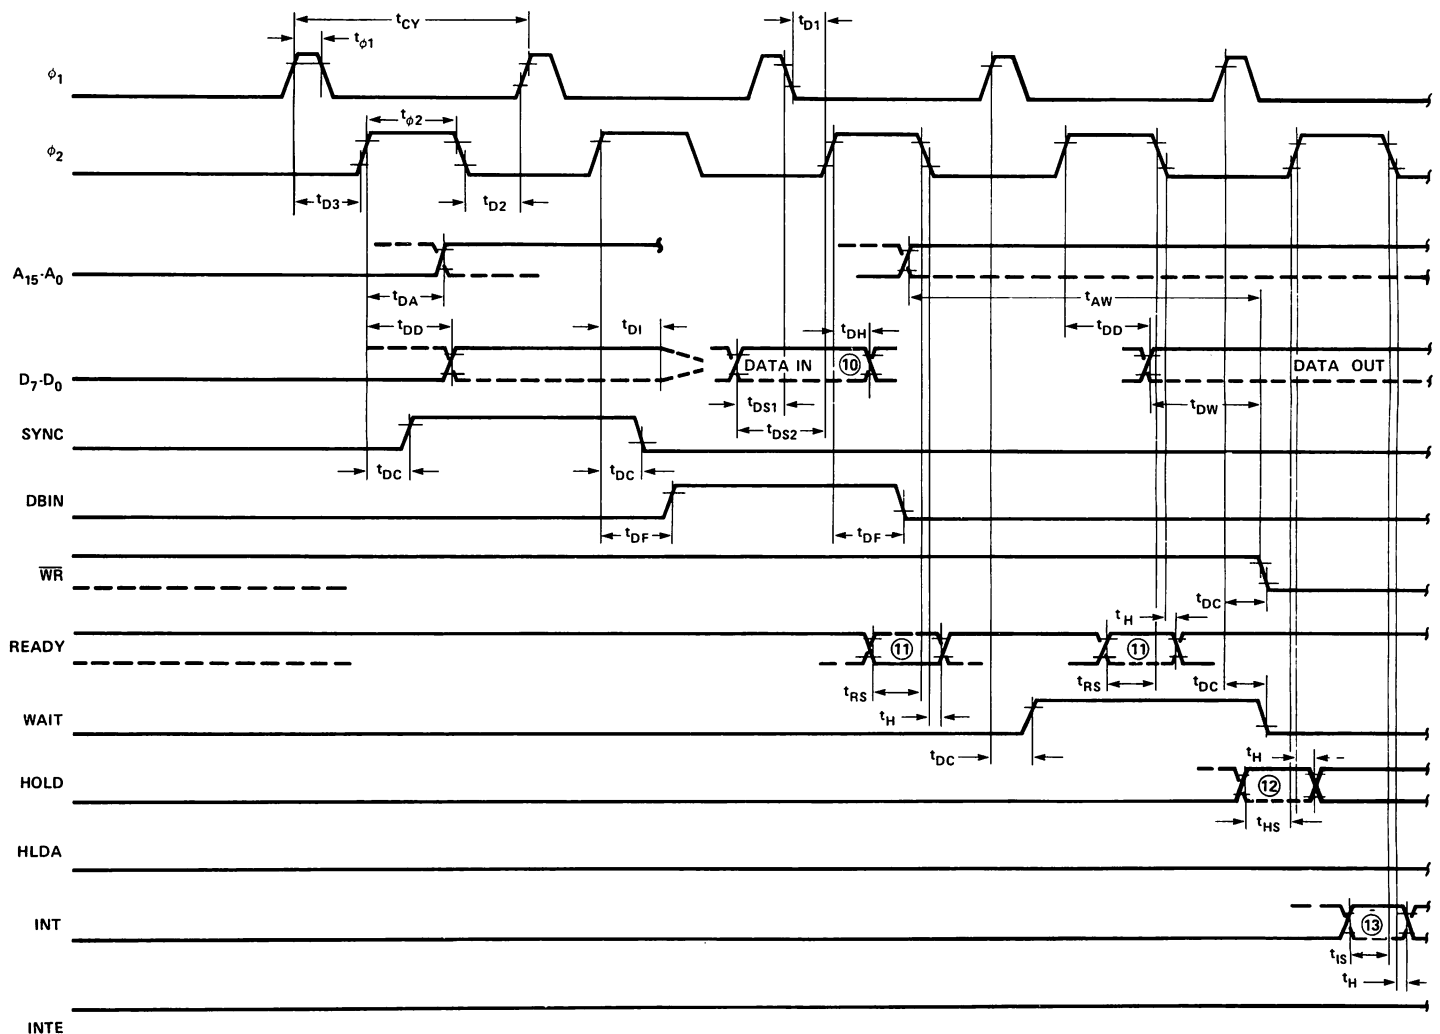 tCY
tD1
tφ1
φ1
tφ2
φ2
tD3
tD2
A15-A0
tDA
tAW
tDD
tDI
tDH
tDD
D7-D0
DATA IN
⑩
DATA OUT
tDS1
tDW
tDS2
SYNC
tDC
tDC
DBIN
tDF
tDF
WR
tDC
tH
READY
⑪
⑪
tRS
tRS
tDC
WAIT
tH
tDC
tH
HOLD
⑫
tHS
HLDA
INT
⑬
tIS
tH
INTE